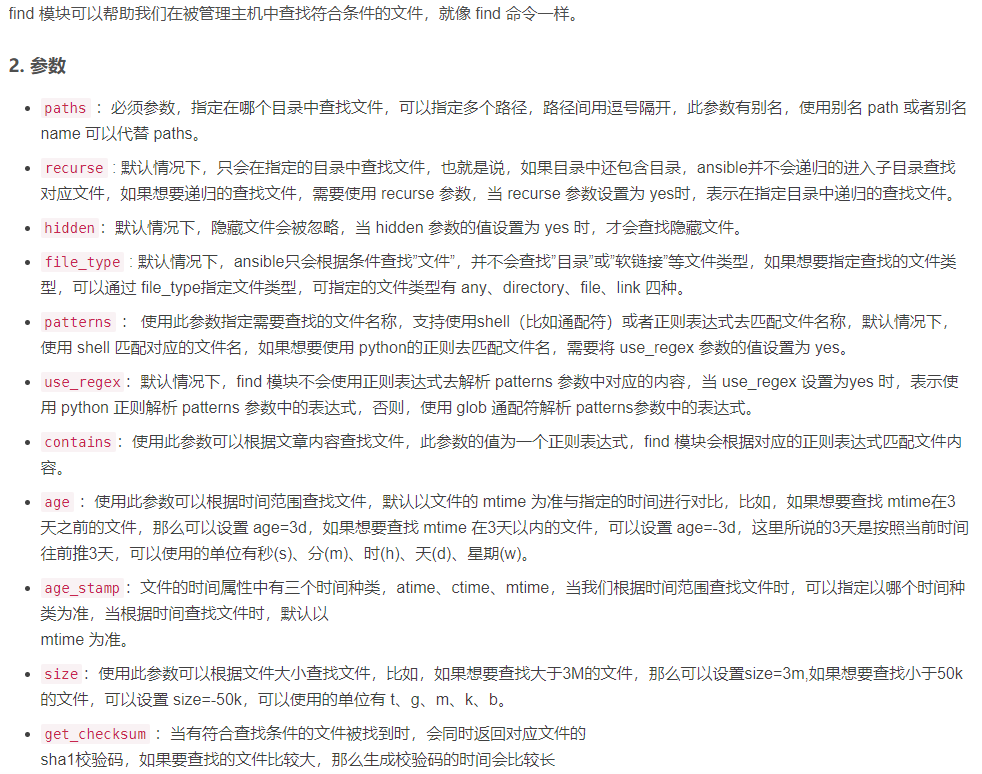 find 模块可以帮助我们在被管理主机中查找符合条件的文件，就像 find 命令一样。
2. 参数
paths ： 必须参数，指定在哪个目录中查找文件，可以指定多个路径，路径间用逗号隔开，此参数有别名，使用别名 path 或者别名
name 可以代替 paths。
recurse : 默认情况下，只会在指定的目录中查找文件，也就是说，如果目录中还包含目录，ansible并不会递归的进入子目录查找
对应文件，如果想要递归的查找文件，需要使用 recurse 参数，当 recurse 参数设置为 yes时，表示在指定目录中递归的查找文件。
hidden ： 默认情况下，隐藏文件会被忽略，当 hidden 参数的值设置为 yes 时，才会查找隐藏文件。
file_type : 默认情况下，ansible只会根据条件查找”文件”，并不会查找”目录”或”软链接”等文件类型，如果想要指定查找的文件类
型，可以通过 file_type指定文件类型，可指定的文件类型有 any、directory、file、link 四种。
patterns ： 使用此参数指定需要查找的文件名称，支持使用shell（比如通配符）或者正则表达式去匹配文件名称，默认情况下，
使用 shell 匹配对应的文件名，如果想要使用 python的正则去匹配文件名，需要将 use_regex 参数的值设置为 yes。
use_regex ： 默认情况下，find 模块不会使用正则表达式去解析 patterns 参数中对应的内容，当 use_regex 设置为yes 时，表示使
用 python 正则解析 patterns 参数中的表达式，否则，使用 glob 通配符解析 patterns参数中的表达式。
contains ： 使用此参数可以根据文章内容查找文件，此参数的值为一个正则表达式，find 模块会根据对应的正则表达式匹配文件内
容。
age ： 使用此参数可以根据时间范围查找文件，默认以文件的 mtime 为准与指定的时间进行对比，比如，如果想要查找 mtime在3
天之前的文件，那么可以设置 age=3d，如果想要查找 mtime 在3天以内的文件，可以设置 age=-3d，这里所说的3天是按照当前时间
往前推3天，可以使用的单位有秒(s)、分(m)、时(h)、天(d)、星期(w)。
age_stamp ： 文件的时间属性中有三个时间种类，atime、ctime、mtime，当我们根据时间范围查找文件时，可以指定以哪个时间种
类为准，当根据时间查找文件时，默认以
mtime 为准。
size ： 使用此参数可以根据文件大小查找文件，比如，如果想要查找大于3M的文件，那么可以设置size=3m,如果想要查找小于50k
的文件，可以设置 size=-50k，可以使用的单位有 t、g、m、k、b。
get_checksum ： 当有符合查找条件的文件被找到时，会同时返回对应文件的
sha1校验码，如果要查找的文件比较大，那么生成校验码的时间会比较长